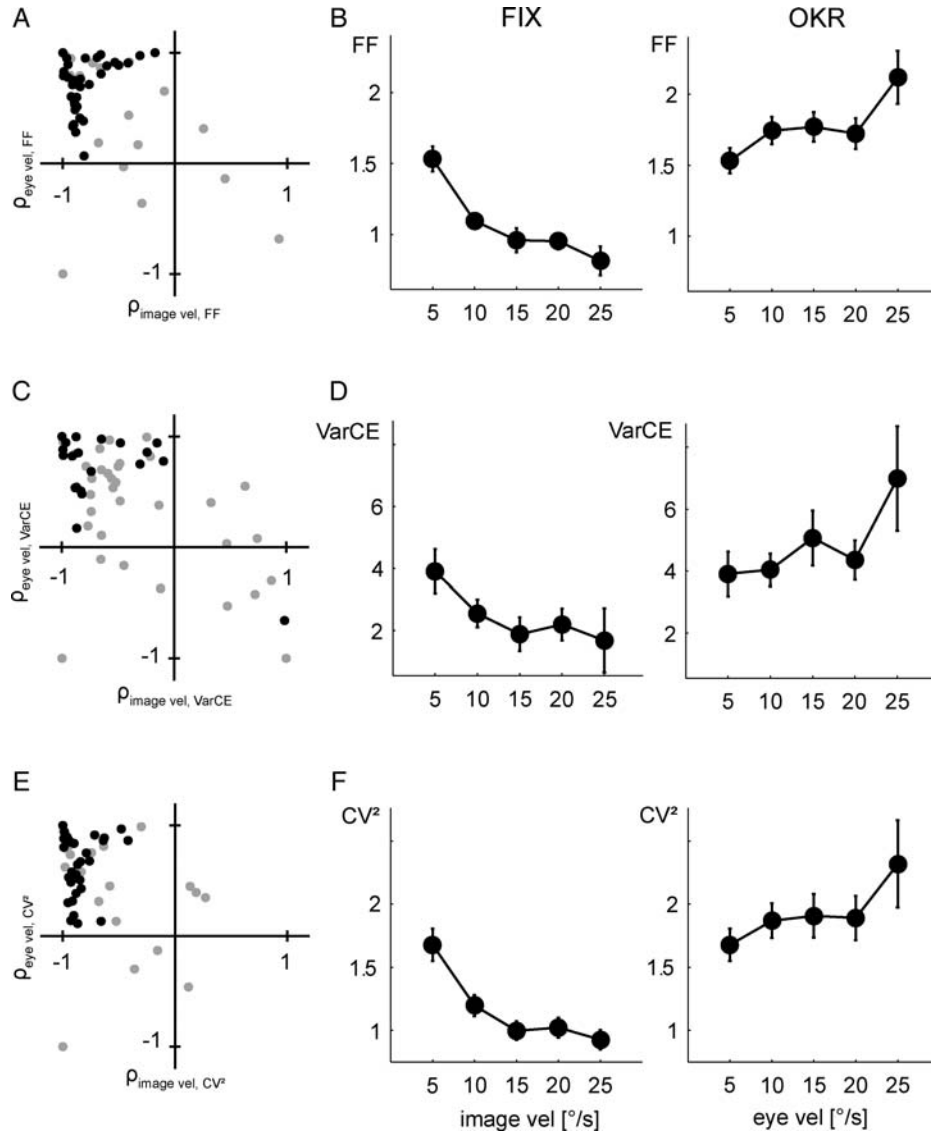 A
B
FIX
OKR
FF
FF
ρeye vel, FF
-1
1
-1
ρimage vel, FF
2
1.5
1
5 10 15 20 25
2
1.5
1
5 10 15 20 25
C
D
VarCE
VarCE
ρeye vel, VarCE
-1
1
-1
ρimage vel, VarCE
6
4
2
5 10 15 20 25
6
4
2
5 10 15 20 25
E
F
CV²
CV²
ρeye vel, CV²
-1
1
-1
ρimage vel, CV²
2
1.5
1
5 10 15 20 25
image vel [°/s]
2
1.5
1
5 10 15 20 25
eye vel [°/s]